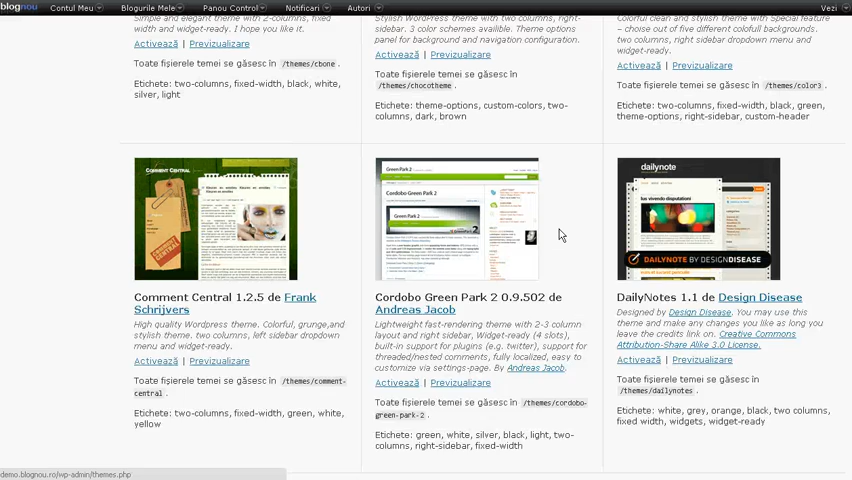 blognou Contul Meu Blogurile Mele Panou Control Notificari Autori Vezi
Simple and elegant theme with 2-columns, fixed
width and widget-ready. I hope you like it.
Activează | Previzualizare
Toate fișierele temei se găsesc în /themes/cbone .
Etichete: two-columns, fixed-width, black, white,
silver, light
Stylish WordPress theme with two columns, right-
sidebar. 3 color schemes availible. Theme options
panel for background and navigation configuration.
Activează | Previzualizare
Toate fișierele temei se găsesc în
/themes/chocotheme .
Etichete: theme-options, custom-colors, two-
columns, dark, brown
Colorful clean and stylish theme with Special feature
– choose out of five different colofull backgrounds.
two columns, right sidebar dropdown menu and
widget-ready.
Activează | Previzualizare
Toate fișierele temei se găsesc în /themes/color3 .
Etichete: two-columns, fixed-width, black, green,
theme-options, right-sidebar, custom-header
COMMENT CENTRAL
Comment Central 1.2.5 de Frank
Schrijvers
High quality Wordpress theme. Colorful, grunge,and
stylish theme. two columns, left sidebar dropdown
menu and widget-ready.
Activează | Previzualizare
Toate fișierele temei se găsesc în /themes/comment-
central .
Etichete: two-columns, fixed-width, green, white,
yellow
Green Park 2
Cordobo Green Park 2
Green Park 2
Cordobo Green Park 2 0.9.502 de
Andreas Jacob
Lightweight fast-rendering theme with 2-3 column
layout and right sidebar, Widget-ready (4 slots),
built-in support for plugins (e.g. twitter), support for
threaded/nested comments, fully localized, easy to
customize via settings-page. By Andreas Jacob.
Activează | Previzualizare
Toate fișierele temei se găsesc în /themes/cordobo-
green-park-2 .
Etichete: green, white, silver, black, light, two-
columns, right-sidebar, fixed-width
dailynote
ius vivendo disputationi
DAILYNOTE BY DESIGNDISEASE
DailyNotes 1.1 de Design Disease
Designed by Design Disease. You may use this
theme and make any changes you like as long you
leave the credits link on. Creative Commons
Attribution-Share Alike 3.0 License.
Activează | Previzualizare
Toate fișierele temei se găsesc în
/themes/dailynotes .
Etichete: white, grey, orange, black, two columns,
fixed width, widgets, widget-ready
demo.blognou.ro/wp-admin/themes.php